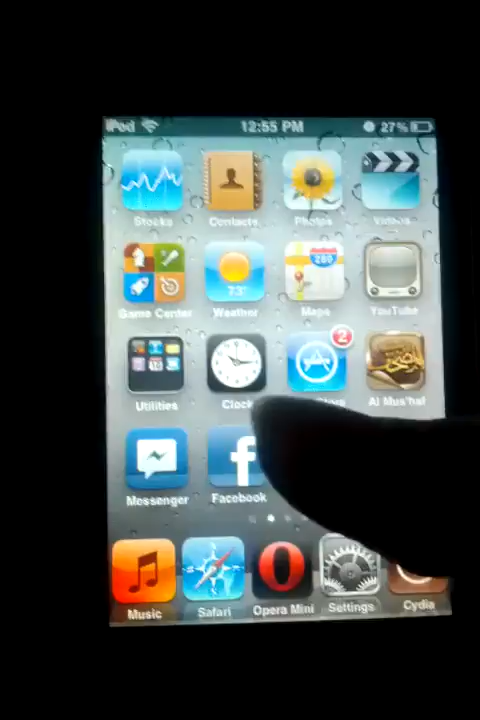 iPod 12:55 PM 27%
Stocks Contacts Photos Videos
280
73°
Game Center Weather Maps YouTube
2
Utilities Clock Store Al Mus'haf
Messenger Facebook
Music Safari Opera Mini Settings Cydia